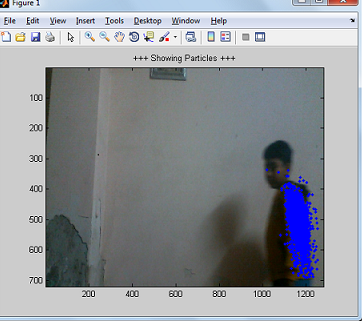 Figure 1
File Edit View Insert Tools Desktop Window Help
+++ Showing Particles +++
100
200
300
400
500
600
700
200 400 600 800 1000 1200